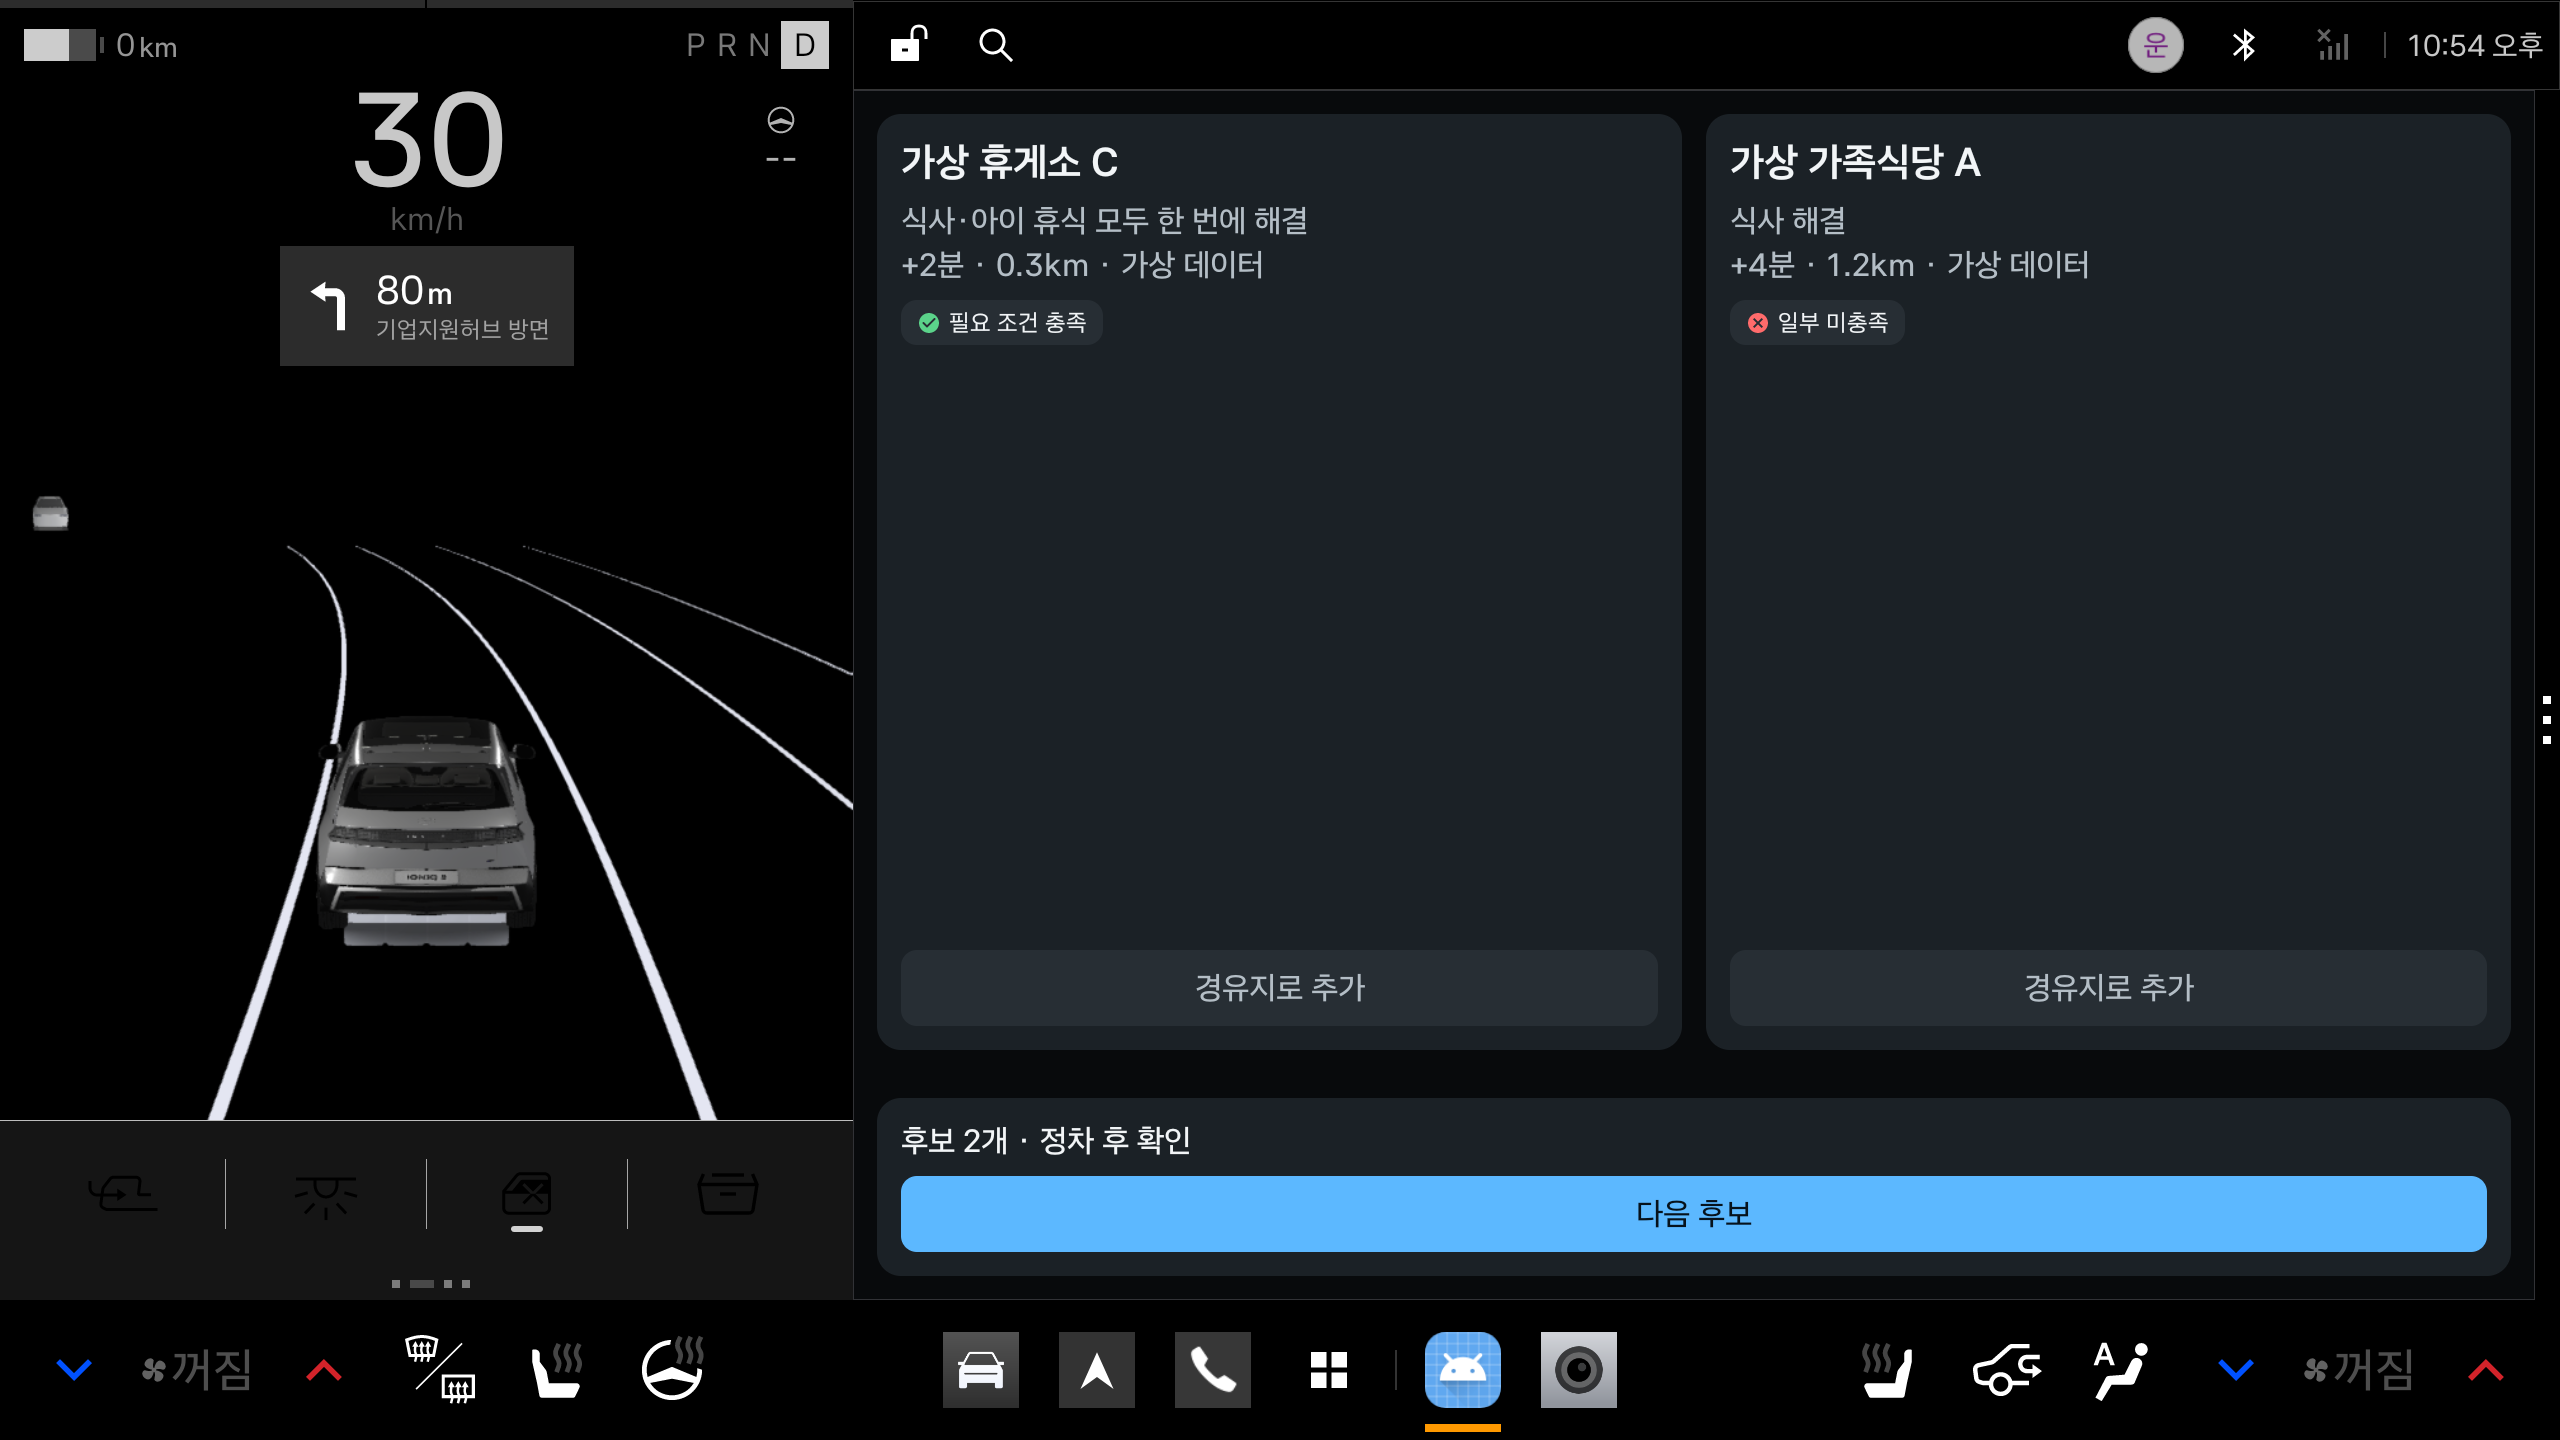 0 km
P R N D
30
km/h
--
80 m
기업지원허브 방면
운
10:54 오후
가상 휴게소 C
식사·아이 휴식 모두 한 번에 해결
+2분 · 0.3km · 가상 데이터
필요 조건 충족
경유지로 추가
가상 가족식당 A
식사 해결
+4분 · 1.2km · 가상 데이터
일부 미충족
경유지로 추가
후보 2개 · 정차 후 확인
다음 후보
꺼짐
A
꺼짐